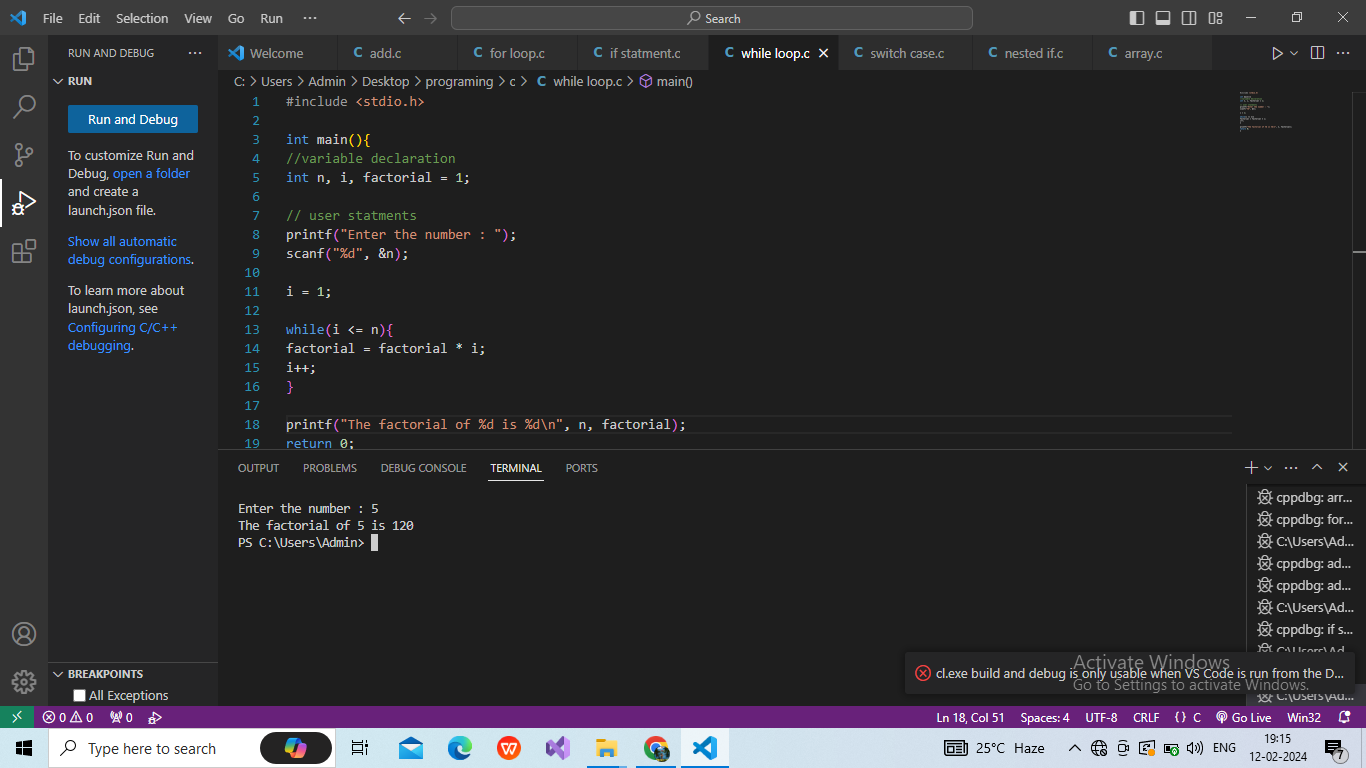 File Edit Selection View Go Run ··· Search
RUN AND DEBUG ···
Welcome add.c for loop.c if statment.c while loop.c switch case.c nested if.c array.c
C: > Users > Admin > Desktop > programing > c > C while loop.c > main()
RUN
Run and Debug
To customize Run and
Debug, open a folder
and create a
launch.json file.
Show all automatic
debug configurations.
To learn more about
launch.json, see
Configuring C/C++
debugging.
BREAKPOINTS
All Exceptions
1 #include <stdio.h>
2
3 int main(){
4 //variable declaration
5 int n, i, factorial = 1;
6
7 // user statments
8 printf("Enter the number : ");
9 scanf("%d", &n);
10
11 i = 1;
12
13 while(i <= n){
14 factorial = factorial * i;
15 i++;
16 }
17
18 printf("The factorial of %d is %d\n", n, factorial);
19 return 0;
OUTPUT PROBLEMS DEBUG CONSOLE TERMINAL PORTS
Enter the number : 5
The factorial of 5 is 120
PS C:\Users\Admin>
cppdbg: arr...
cppdbg: for...
C:\Users\Ad...
cppdbg: ad...
cppdbg: ad...
C:\Users\Ad...
cppdbg: if s...
cl.exe build and debug is only usable when VS Code is run from the D...
Activate Windows
Go to Settings to activate Windows.
C:\Users\Ad...
0 0 0 Ln 18, Col 51 Spaces: 4 UTF-8 CRLF {} C Go Live Win32
Type here to search 25°C Haze ENG 19:15
12-02-2024 7